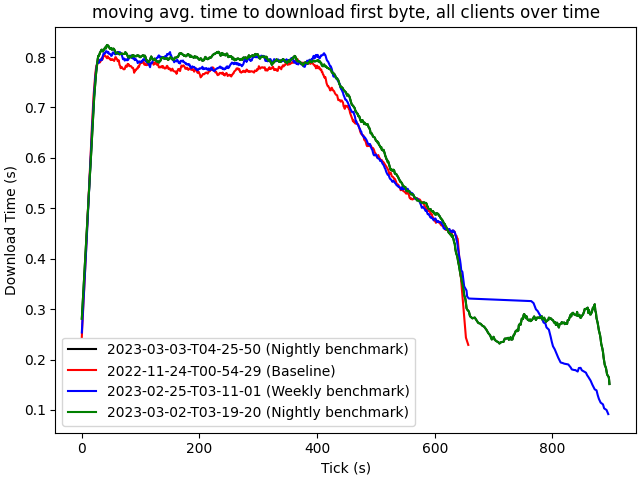 moving avg. time to download first byte, all clients over time
Download Time (s)
0.8
0.7
0.6
0.5
0.4
0.3
0.2
0.1
2023-03-03-T04-25-50 (Nightly benchmark)
2022-11-24-T00-54-29 (Baseline)
2023-02-25-T03-11-01 (Weekly benchmark)
2023-03-02-T03-19-20 (Nightly benchmark)
0 200 400 600 800
Tick (s)